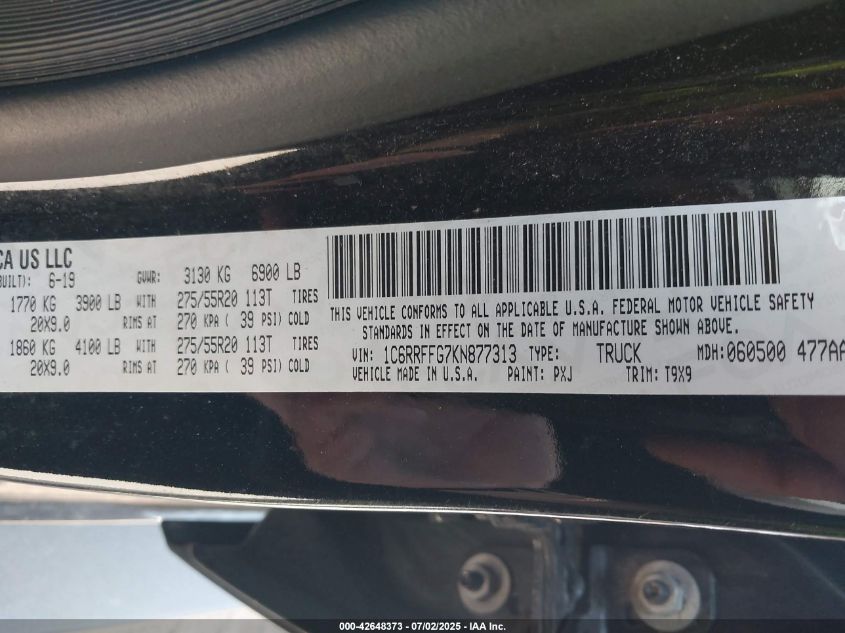 CA US LLC
BUILT): 6-19 GVWR: 3130 KG 6900 LB
1770 KG 3900 LB WITH 275/55R20 113T TIRES
20X9.0 RIMS AT 270 KPA ( 39 PSI) COLD
1860 KG 4100 LB WITH 275/55R20 113T TIRES
20X9.0 RIMS AT 270 KPA ( 39 PSI) COLD
THIS VEHICLE CONFORMS TO ALL APPLICABLE U.S.A. FEDERAL MOTOR VEHICLE SAFETY
STANDARDS IN EFFECT ON THE DATE OF MANUFACTURE SHOWN ABOVE.
VIN: 1C6RRFFG7KN877313 TYPE: TRUCK MDH:060500 477AA
VEHICLE MADE IN U.S.A. PAINT: PXJ TRIM: T9X9
000-42648373 - 07/02/2025 - IAA Inc.